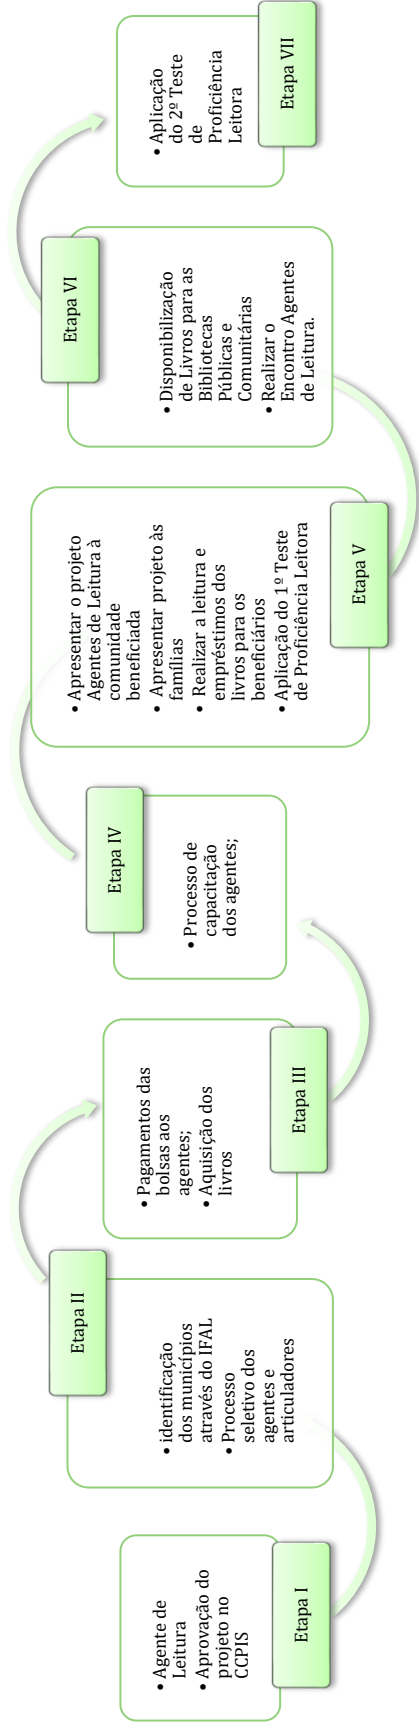 • Agente de
Leitura
• Aprovação do
projeto no
CCPIS
Etapa I
Etapa II
• identificação
dos municípios
através do IFAL
• Processo
seletivo dos
agentes e
articuladores
• Pagamentos das
bolsas aos
agentes;
• Aquisição dos
livros
Etapa III
Etapa IV
• Processo de
capacitação
dos agentes;
• Apresentar o projeto
Agentes de Leitura à
comunidade
beneficiada
• Apresentar projeto às
famílias
• Realizar a leitura e
empréstimos dos
livros para os
beneficiários
• Aplicação do 1º Teste
de Proficiência Leitora
Etapa V
Etapa VI
• Disponibilização
de Livros para as
Bibliotecas
Públicas e
Comunitárias
• Realizar o
Encontro Agentes
de Leitura.
• Aplicação
do 2º Teste
de
Proficiência
Leitora
Etapa VII